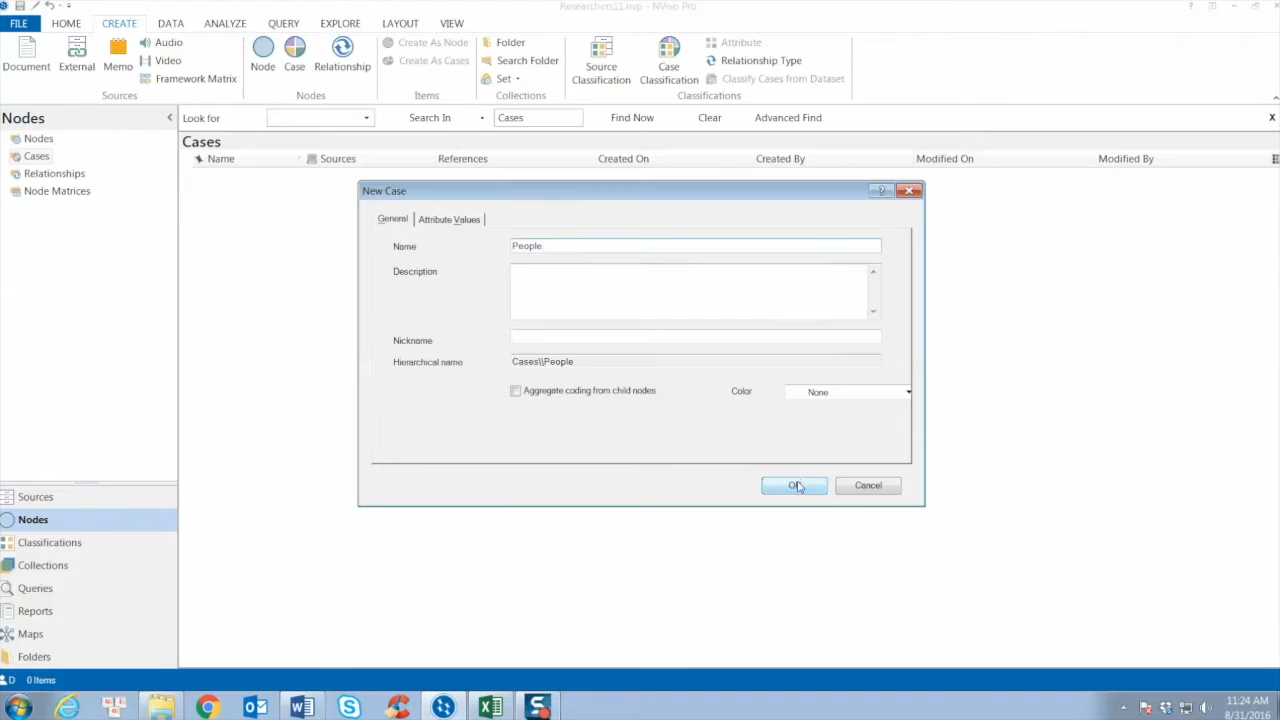 Researchers11.nvp - NVivo Pro
FILE HOME CREATE DATA ANALYZE QUERY EXPLORE LAYOUT VIEW
Document
External
Memo
Audio
Video
Framework Matrix
Sources
Node
Case
Relationship
Nodes
Create As Node
Create As Cases
Items
Folder
Search Folder
Set
Collections
Source Classification
Case Classification
Attribute
Relationship Type
Classify Cases from Dataset
Classifications
Nodes
Look for Search In Cases Find Now Clear Advanced Find X
Nodes
Cases
Relationships
Node Matrices
Cases
Name Sources References Created On Created By Modified On Modified By
New Case
General Attribute Values
Name People
Description
Nickname
Hierarchical name Cases\\People
Aggregate coding from child nodes Color None
Cancel
Sources
Nodes
Classifications
Collections
Queries
Reports
Maps
Folders
D 0 Items
11:24 AM
8/31/2016